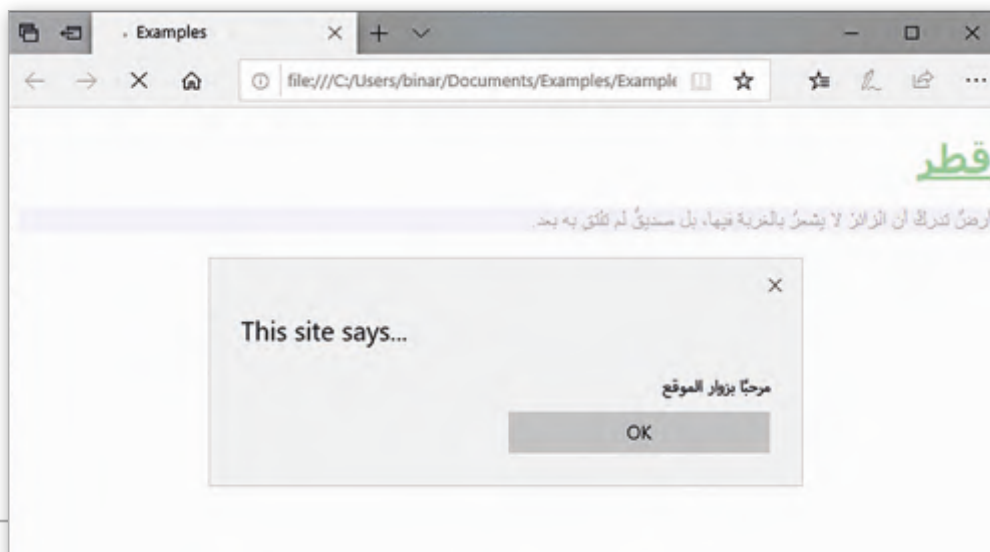 Examples
file:///C:/Users/binar/Documents/Examples/Example
قطر
أرضٌ تدركُ أن الزائرَ لا يشعرُ بالغربة فيها، بل صديقٌ لم تلتقِ به بعد.
This site says...
مرحبًا بزوار الموقع
OK